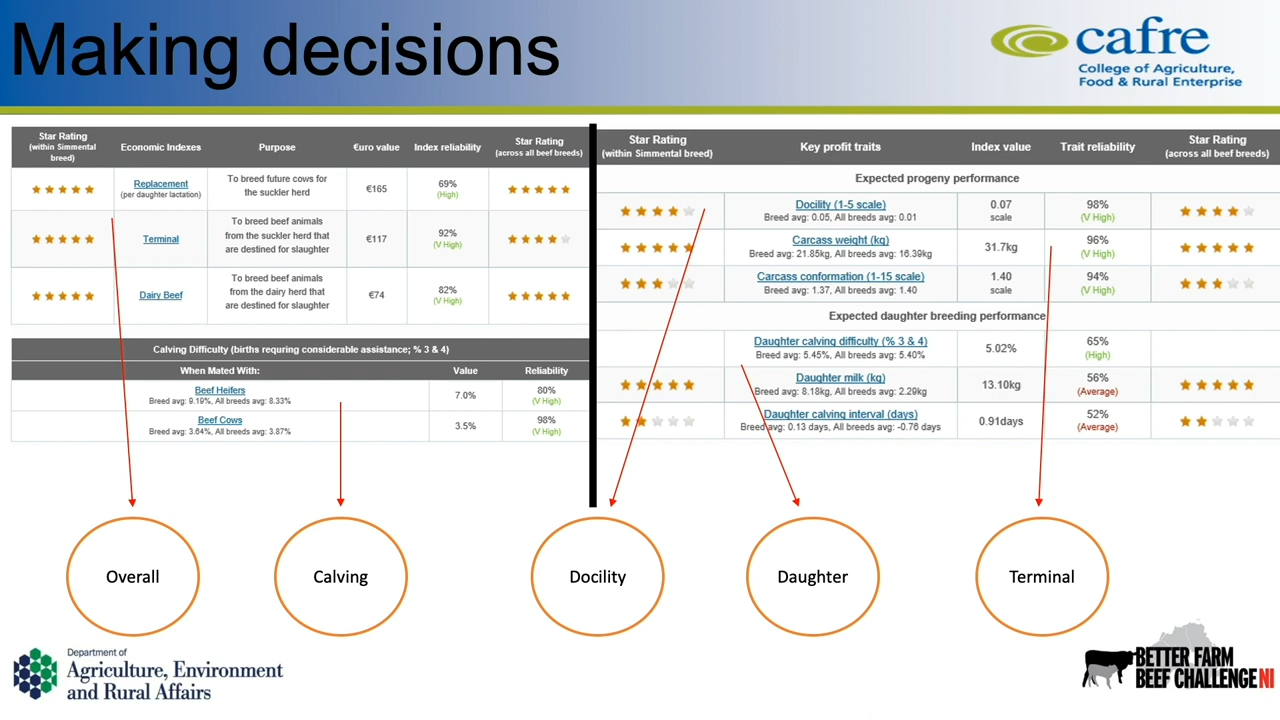 Making decisions
cafre
College of Agriculture,
Food & Rural Enterprise
Star Rating
(within Simmental
breed)
Economic Indexes
Purpose
€uro value
Index reliability
Star Rating
(across all beef breeds)
Replacement
(per daughter lactation)
To breed future cows for
the suckler herd
€165
69%
(High)
Terminal
To breed beef animals
from the suckler herd that
are destined for slaughter
€117
92%
(V High)
Dairy Beef
To breed beef animals
from the dairy herd that
are destined for slaughter
€74
82%
(V High)
Calving Difficulty (births requring considerable assistance; % 3 & 4)
When Mated With:
Value
Reliability
Beef Heifers
Breed avg: 9.19%, All breeds avg: 8.33%
7.0%
80%
(V High)
Beef Cows
Breed avg: 3.64%, All breeds avg: 3.87%
3.5%
98%
(V High)
Star Rating
(within Simmental breed)
Key profit traits
Index value
Trait reliability
Star Rating
(across all beef breeds)
Expected progeny performance
Docility (1-5 scale)
Breed avg: 0.05, All breeds avg: 0.01
0.07
scale
98%
(V High)
Carcass weight (kg)
Breed avg: 21.85kg, All breeds avg: 16.39kg
31.7kg
96%
(V High)
Carcass conformation (1-15 scale)
Breed avg: 1.37, All breeds avg: 1.40
1.40
scale
94%
(V High)
Expected daughter breeding performance
Daughter calving difficulty (% 3 & 4)
Breed avg: 5.45%, All breeds avg: 5.40%
5.02%
65%
(High)
Daughter milk (kg)
Breed avg: 8.18kg, All breeds avg: 2.29kg
13.10kg
56%
(Average)
Daughter calving interval (days)
Breed avg: 0.13 days, All breeds avg: -0.76 days
0.91days
52%
(Average)
Overall
Calving
Docility
Daughter
Terminal
Department of
Agriculture, Environment
and Rural Affairs
BETTER FARM
BEEF CHALLENGE NI